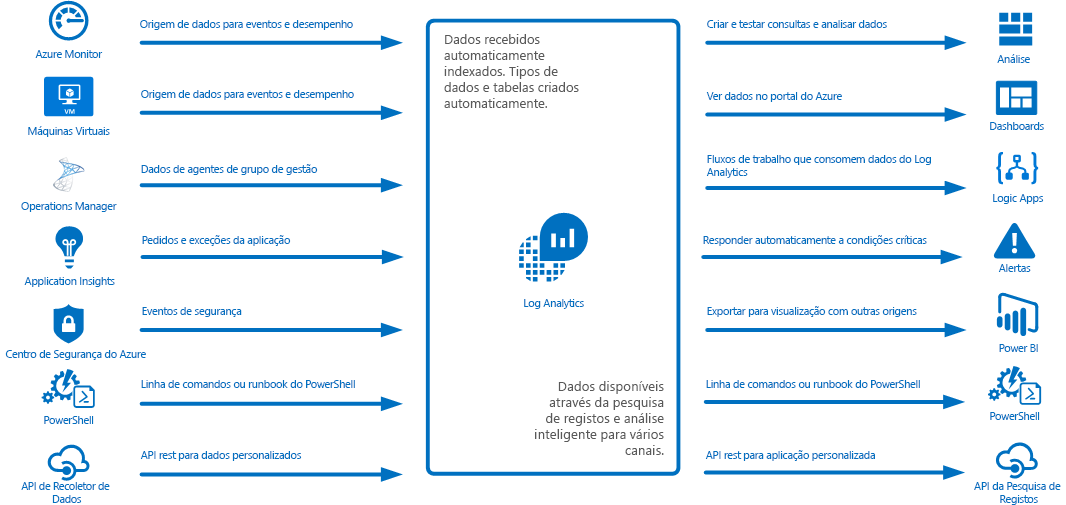 Origem de dados para eventos e desempenho
Azure Monitor
Origem de dados para eventos e desempenho
VM
Máquinas Virtuais
Dados de agentes de grupo de gestão
Operations Manager
Pedidos e exceções da aplicação
Application Insights
Eventos de segurança
Centro de Segurança do Azure
Linha de comandos ou runbook do PowerShell
PowerShell
API rest para dados personalizados
API de Recoletor de
Dados
Dados recebidos
automaticamente
indexados. Tipos de
dados e tabelas criados
automaticamente.
Log Analytics
Dados disponíveis
através da pesquisa
de registos e análise
inteligente para vários
canais.
Criar e testar consultas e analisar dados
Análise
Ver dados no portal do Azure
Dashboards
Fluxos de trabalho que consomem dados do Log
Analytics
Logic Apps
Responder automaticamente a condições críticas
Alertas
Exportar para visualização com outras origens
Power BI
Linha de comandos ou runbook do PowerShell
PowerShell
API rest para aplicação personalizada
API da Pesquisa de
Registos